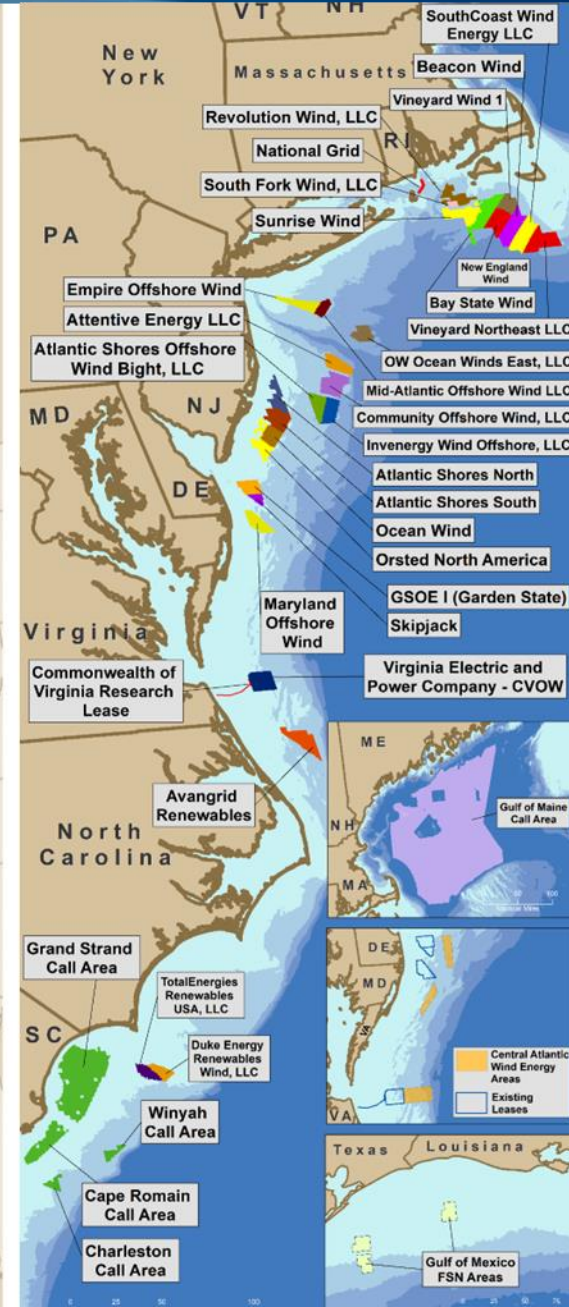 VT
NH
New
York
Massachusetts
SouthCoast Wind
Energy LLC
Beacon Wind
Vineyard Wind 1
Revolution Wind, LLC
RI
National Grid
South Fork Wind, LLC
Sunrise Wind
PA
New England
Wind
Bay State Wind
Vineyard Northeast LLC
Empire Offshore Wind
Attentive Energy LLC
Atlantic Shores Offshore
Wind Bight, LLC
OW Ocean Winds East, LLC
Mid-Atlantic Offshore Wind LLC
Community Offshore Wind, LLC
Invenergy Wind Offshore, LLC
MD
NJ
Atlantic Shores North
Atlantic Shores South
DE
Ocean Wind
Orsted North America
GSOE I (Garden State)
Skipjack
Maryland
Offshore
Wind
Virginia
Commonwealth of
Virginia Research
Lease
Virginia Electric and
Power Company - CVOW
Avangrid
Renewables
North
Carolina
ME
NH
MA
Gulf of Maine
Call Area
100
Grand Strand
Call Area
TotalEnergies
Renewables
USA, LLC
SC
Duke Energy
Renewables
Wind, LLC
Winyah
Call Area
Cape Romain
Call Area
Charleston
Call Area
DE
MD
VA
Central Atlantic
Wind Energy
Areas
Existing
Leases
Texas
Louisiana
Gulf of Mexico
FSN Areas
0
50
100
0
25
50
75